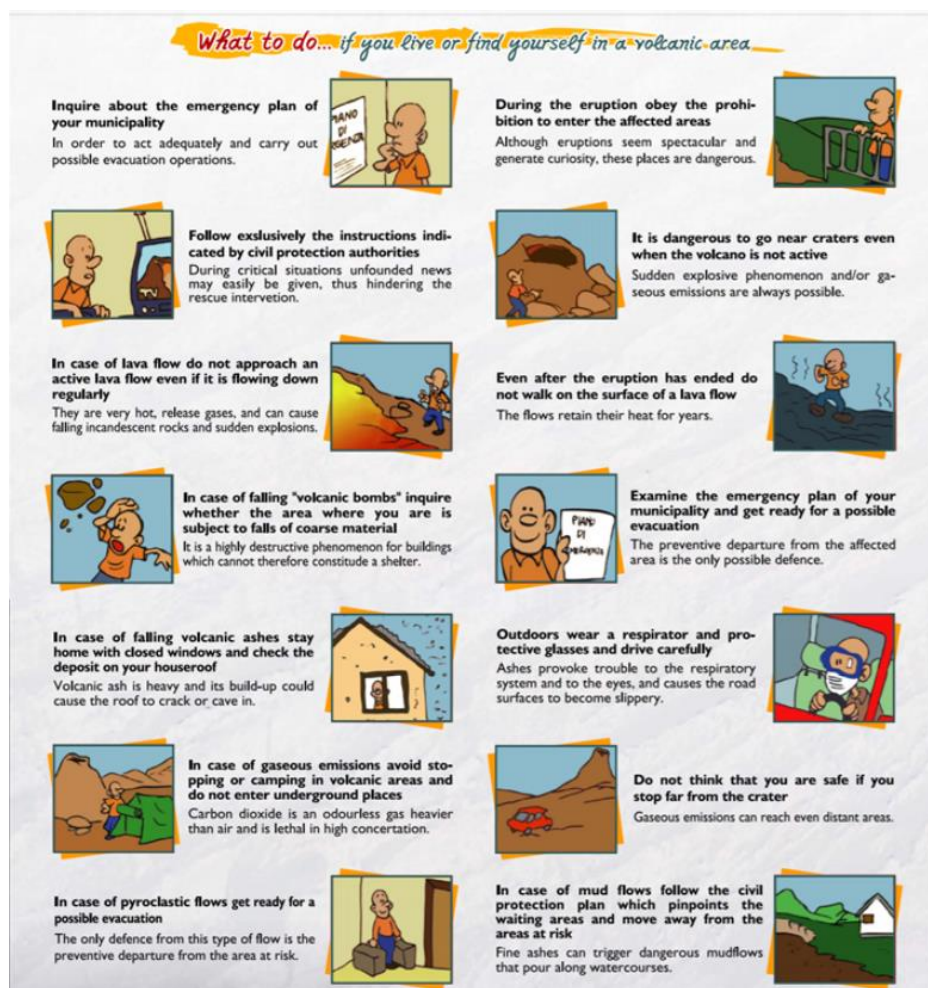 What to do... if you live or find yourself in a volcanic area
Inquire about the emergency plan of
your municipality
In order to act adequately and carry out
possible evacuation operations.
PIANO
DI
During the eruption obey the prohi-
bition to enter the affected areas
Although eruptions seem spectacular and
generate curiosity, these places are dangerous.
Follow exslusively the instructions indi-
cated by civil protection authorities
During critical situations unfounded news
may easily be given, thus hindering the
rescue intervetion.
It is dangerous to go near craters even
when the volcano is not active
Sudden explosive phenomenon and/or ga-
seous emissions are always possible.
In case of lava flow do not approach an
active lava flow even if it is flowing down
regularly
They are very hot, release gases, and can cause
falling incandescent rocks and sudden explosions.
Even after the eruption has ended do
not walk on the surface of a lava flow
The flows retain their heat for years.
In case of falling "volcanic bombs" inquire
whether the area where you are is
subject to falls of coarse material
It is a highly destructive phenomenon for buildings
which cannot therefore constitute a shelter.
PIANO
DI
Examine the emergency plan of your
municipality and get ready for a possible
evacuation
The preventive departure from the affected
area is the only possible defence.
In case of falling volcanic ashes stay
home with closed windows and check the
deposit on your houseroof
Volcanic ash is heavy and its build-up could
cause the roof to crack or cave in.
Outdoors wear a respirator and pro-
tective glasses and drive carefully
Ashes provoke trouble to the respiratory
system and to the eyes, and causes the road
surfaces to become slippery.
In case of gaseous emissions avoid sto-
pping or camping in volcanic areas and
do not enter underground places
Carbon dioxide is an odourless gas heavier
than air and is lethal in high concertation.
Do not think that you are safe if you
stop far from the crater
Gaseous emissions can reach even distant areas.
In case of pyroclastic flows get ready for a
possible evacuation
The only defence from this type of flow is the
preventive departure from the area at risk.
In case of mud flows follow the civil
protection plan which pinpoints the
waiting areas and move away from the
areas at risk
Fine ashes can trigger dangerous mudflows
that pour along watercourses.